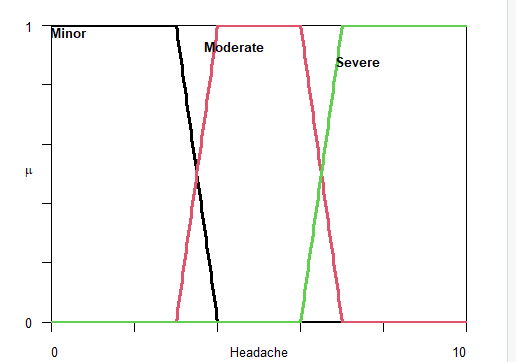 1
Minor
Moderate
Severe
μ
0
0 Headache 10